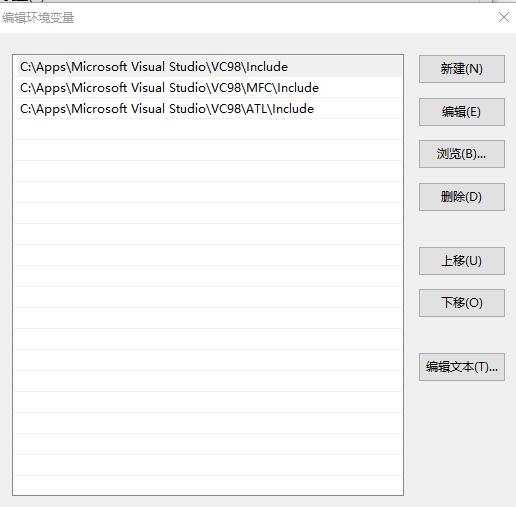 编辑环境变量
C:\Apps\Microsoft Visual Studio\VC98\Include
C:\Apps\Microsoft Visual Studio\VC98\MFC\Include
C:\Apps\Microsoft Visual Studio\VC98\ATL\Include
新建(N)
编辑(E)
浏览(B)...
删除(D)
上移(U)
下移(O)
编辑文本(T)...